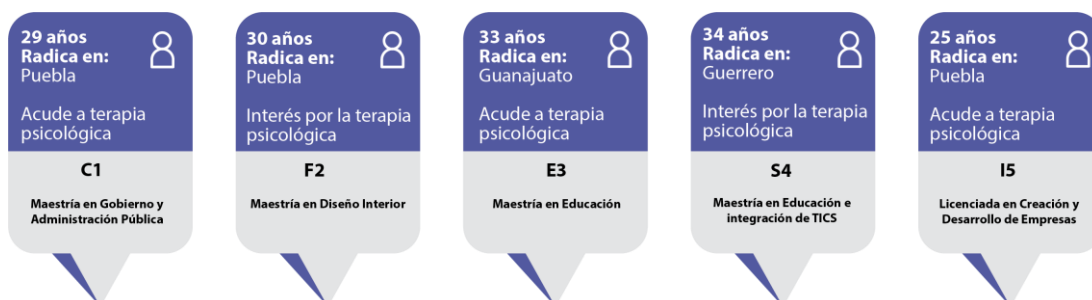 29 años
Radica en:
Puebla
Acude a terapia
psicológica
C1
Maestría en Gobierno y
Administración Pública
30 años
Radica en:
Puebla
Interés por la terapia
psicológica
F2
Maestría en Diseño Interior
33 años
Radica en:
Guanajuato
Acude a terapia
psicológica
E3
Maestría en Educación
34 años
Radica en:
Guerrero
Interés por la terapia
psicológica
S4
Maestría en Educación e
integración de TICS
25 años
Radica en:
Puebla
Acude a terapia
psicológica
I5
Licenciada en Creación y
Desarrollo de Empresas